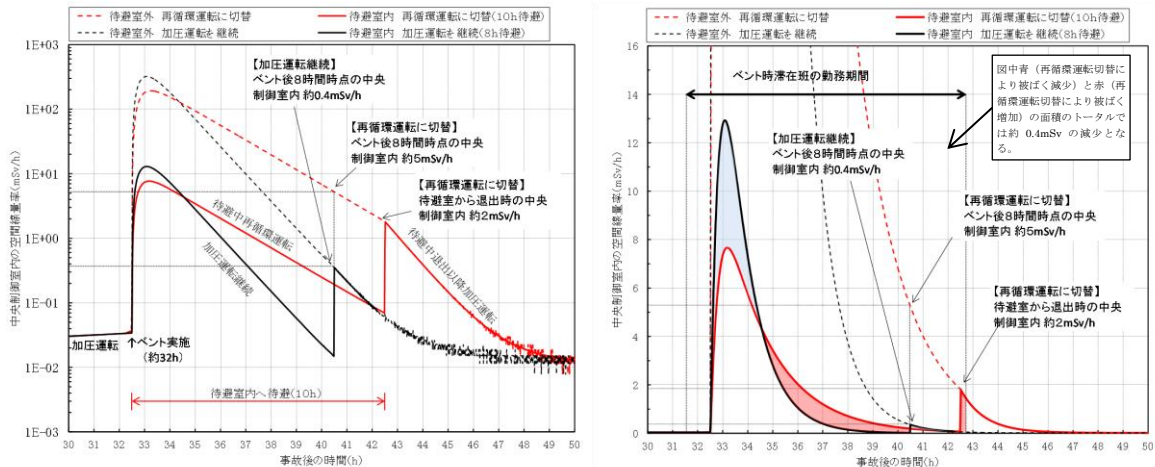 待避室外 再循環運転に切替
待避室内 再循環運転に切替(10h待避)
待避室外 加圧運転を継続
待避室内 加圧運転を継続(8h待避)
中央制御室内の空間線量率(mSv/h)
1E+03
1E+02
1E+01
1E+00
1E-01
1E-02
1E-03
【加圧運転継続】
ベント後8時間時点の中央
制御室内 約0.4mSv/h
【再循環運転に切替】
ベント後8時間時点の中央
制御室内 約5mSv/h
【再循環運転に切替】
待避室から退出時の中央
制御室内 約2mSv/h
待避中再循環運転
加圧運転継続
待避中退出以降加圧運転
加圧運転
↑ベント実施
(約32h)
待避室内へ待避(10h)
30 31 32 33 34 35 36 37 38 39 40 41 42 43 44 45 46 47 48 49 50
事故後の時間(h)
待避室外 再循環運転に切替
待避室内 再循環運転に切替(10h待避)
待避室外 加圧運転を継続
待避室内 加圧運転を継続(8h待避)
中央制御室内の空間線量率(mSv/h)
16
14
12
10
8
6
4
2
0
ベント時滞在班の勤務期間
図中青（再循環運転切替に
より被ばく減少）と赤（再
循環運転切替により被ばく
増加）の面積のトータルで
は約 0.4mSv の減少とな
る。
【加圧運転継続】
ベント後8時間時点の中央
制御室内 約0.4mSv/h
【再循環運転に切替】
ベント後8時間時点の中央
制御室内 約5mSv/h
【再循環運転に切替】
待避室から退出時の中央
制御室内 約2mSv/h
30 31 32 33 34 35 36 37 38 39 40 41 42 43 44 45 46 47 48 49 50
事故後の時間(h)